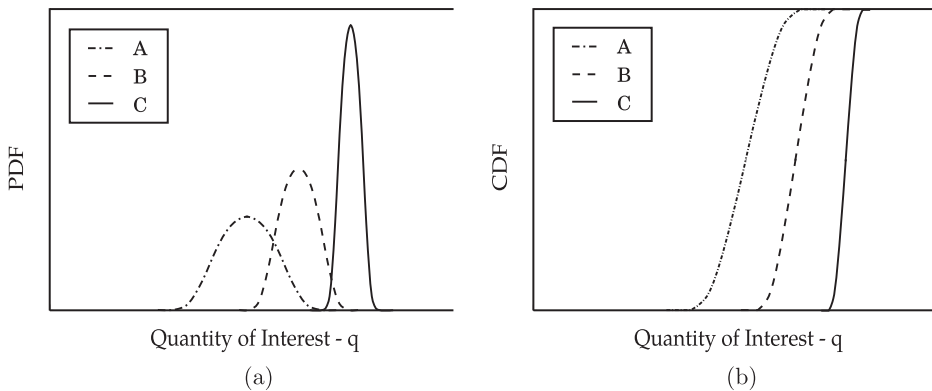 A
B
C
PDF
Quantity of Interest - q
(a)
A
B
C
CDF
Quantity of Interest - q
(b)